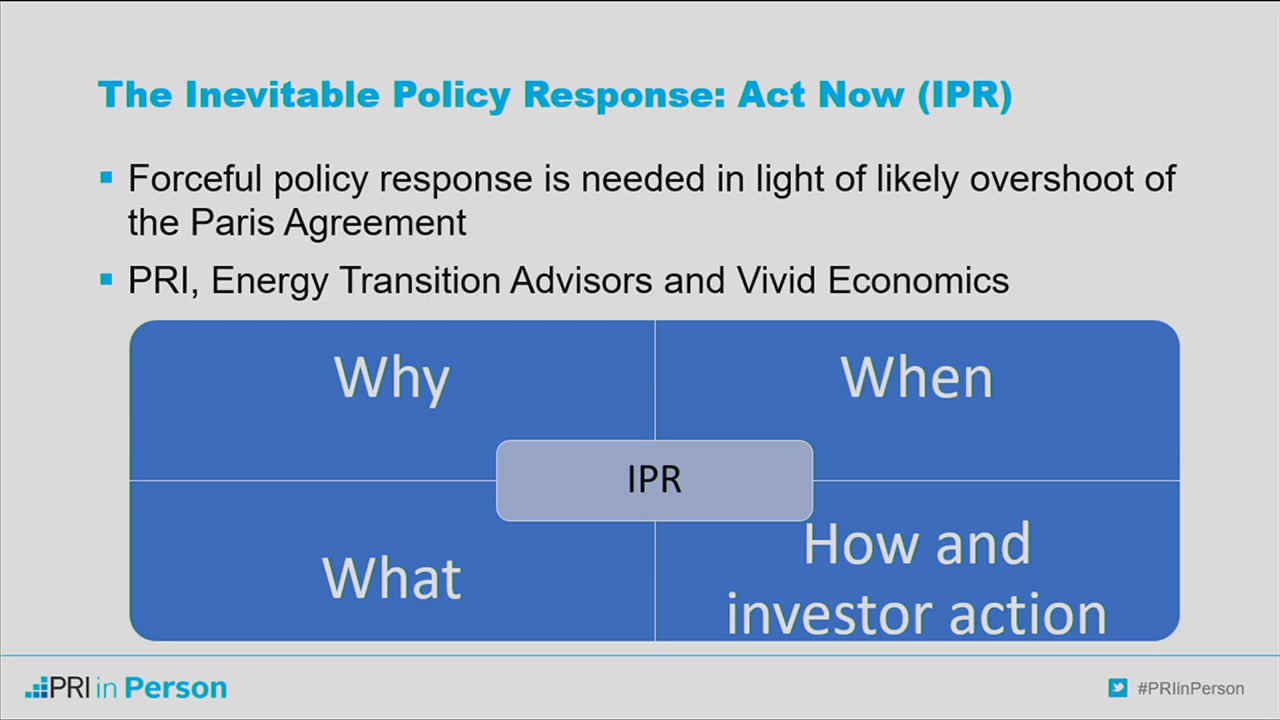 The Inevitable Policy Response: Act Now (IPR)
Forceful policy response is needed in light of likely overshoot of
the Paris Agreement
PRI, Energy Transition Advisors and Vivid Economics
Why
When
IPR
What
How and
investor action
PRI in Person
#PRIinPerson